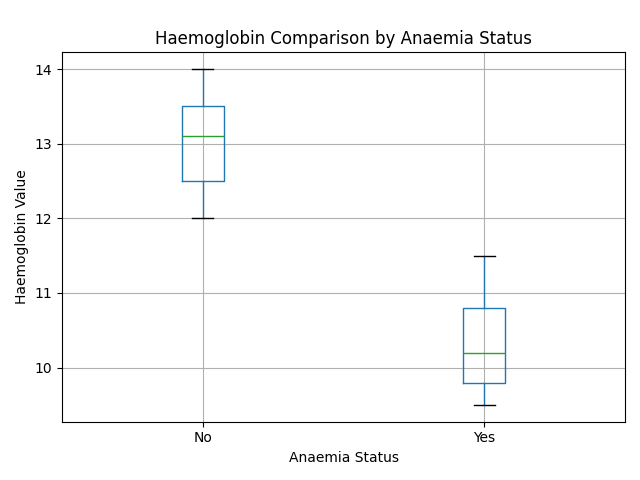 Haemoglobin Comparison by Anaemia Status
14
13
12
11
10
Haemoglobin Value
No Yes
Anaemia Status